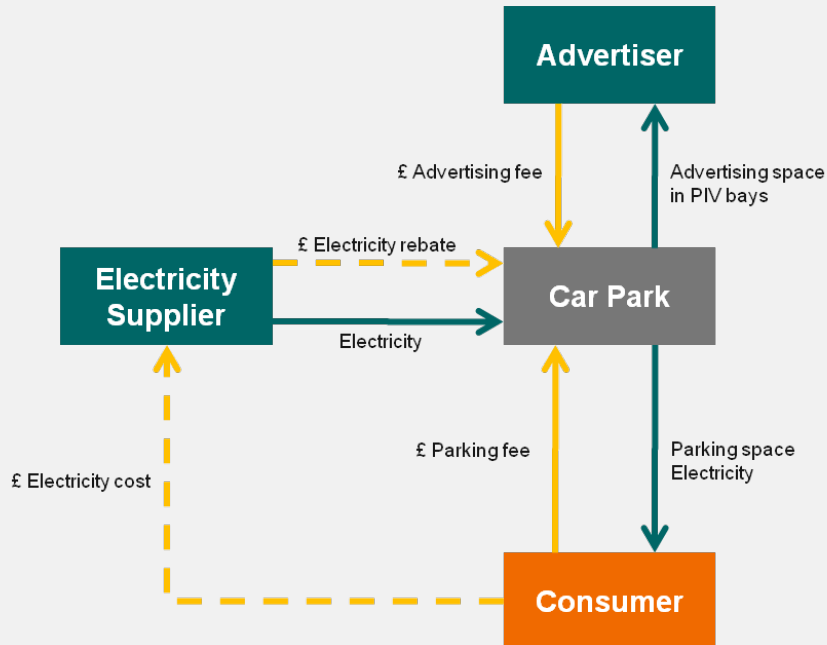 Advertiser
£ Advertising fee
Advertising space
in PIV bays
£ Electricity rebate
Electricity
Supplier
Car Park
Electricity
£ Parking fee
Parking space
Electricity
£ Electricity cost
Consumer